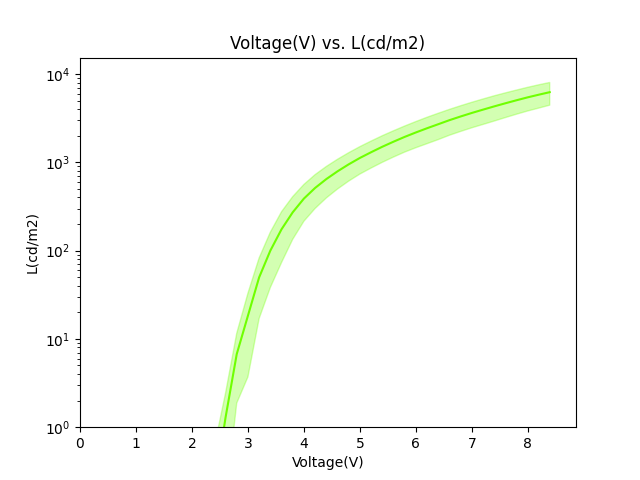 Voltage(V) vs. L(cd/m2)
L(cd/m2)
10^4
10^3
10^2
10^1
10^0
0 1 2 3 4 5 6 7 8
Voltage(V)